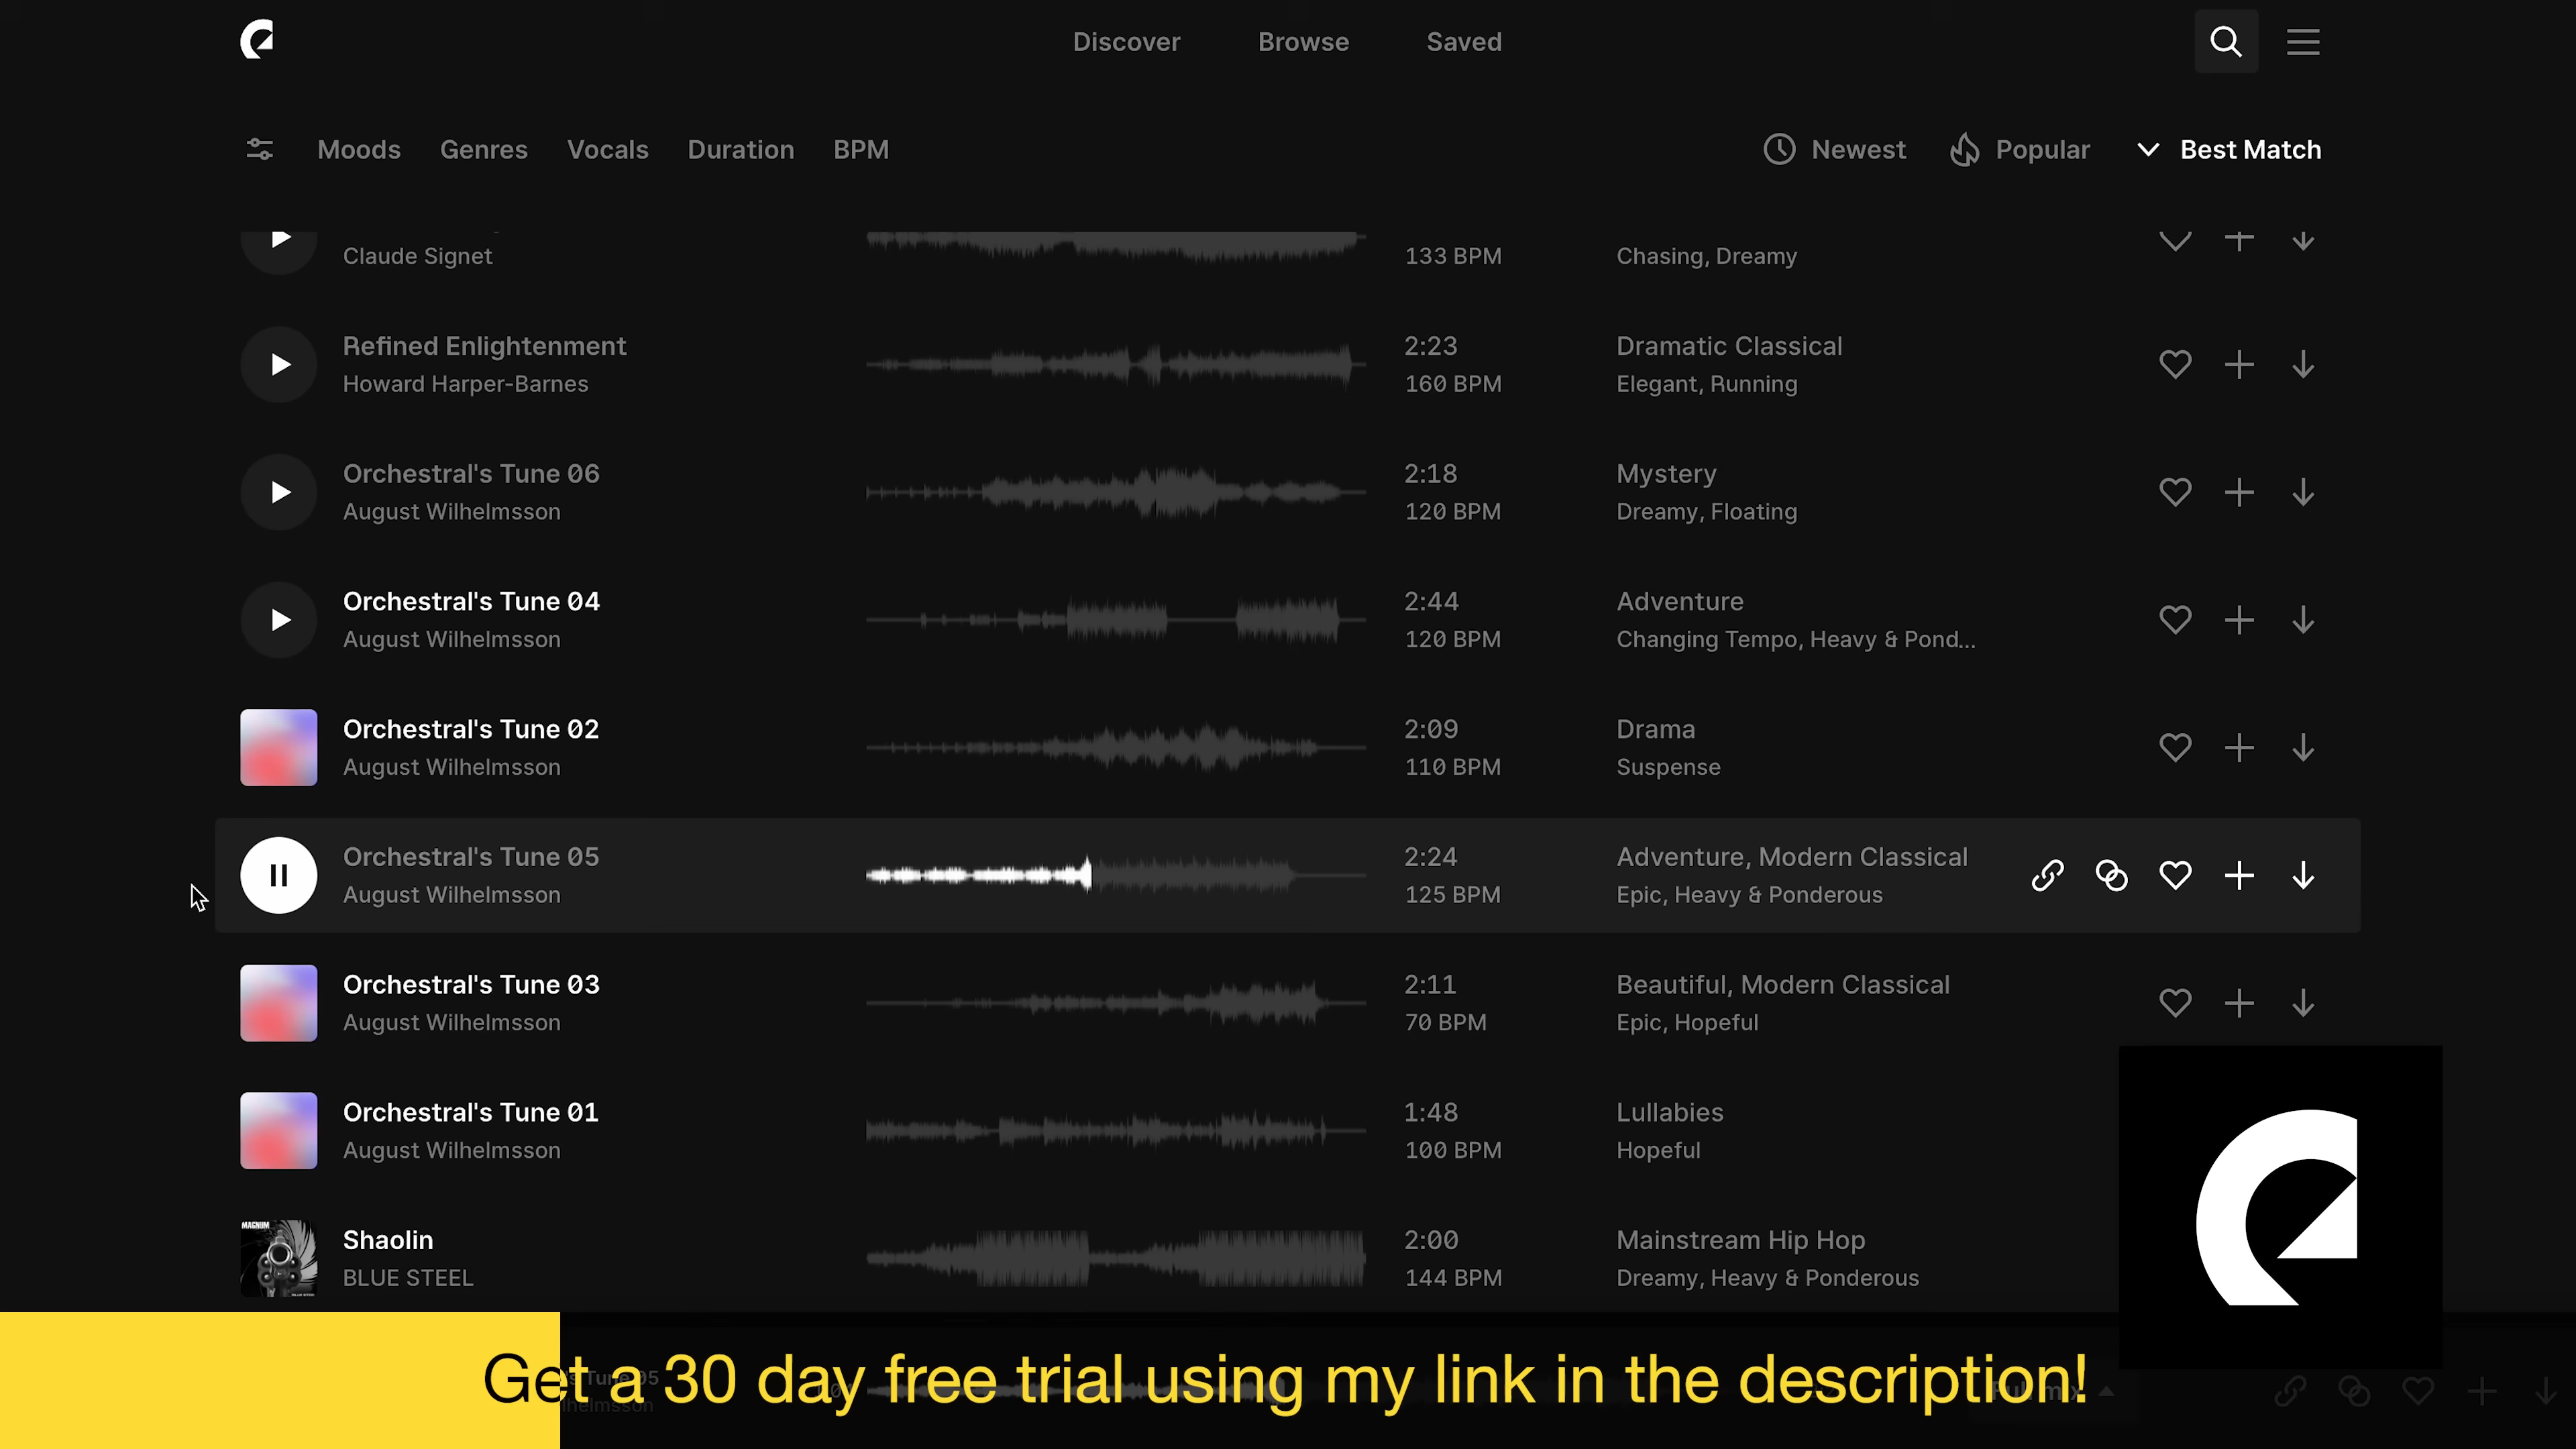 Discover Browse Saved
Moods Genres Vocals Duration BPM Newest Popular Best Match
Claude Signet 133 BPM Chasing, Dreamy
Refined Enlightenment 2:23 Dramatic Classical
Howard Harper-Barnes 160 BPM Elegant, Running
Orchestral's Tune 06 2:18 Mystery
August Wilhelmsson 120 BPM Dreamy, Floating
Orchestral's Tune 04 2:44 Adventure
August Wilhelmsson 120 BPM Changing Tempo, Heavy & Pond...
Orchestral's Tune 02 2:09 Drama
August Wilhelmsson 110 BPM Suspense
Orchestral's Tune 05 2:24 Adventure, Modern Classical
August Wilhelmsson 125 BPM Epic, Heavy & Ponderous
Orchestral's Tune 03 2:11 Beautiful, Modern Classical
August Wilhelmsson 70 BPM Epic, Hopeful
Orchestral's Tune 01 1:48 Lullabies
August Wilhelmsson 100 BPM Hopeful
MAGNUM
Shaolin 2:00 Mainstream Hip Hop
BLUE STEEL 144 BPM Dreamy, Heavy & Ponderous
Get a 30 day free trial using my link in the description!